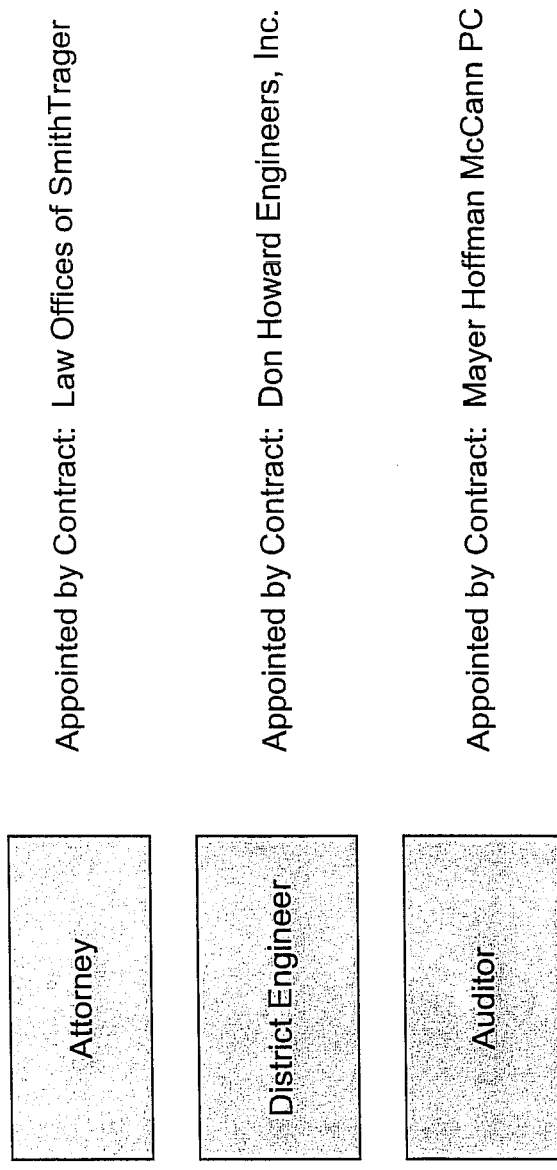 Attorney
Appointed by Contract: Law Offices of SmithTrager
District Engineer
Appointed by Contract: Don Howard Engineers, Inc.
Auditor
Appointed by Contract: Mayer Hoffman McCann PC